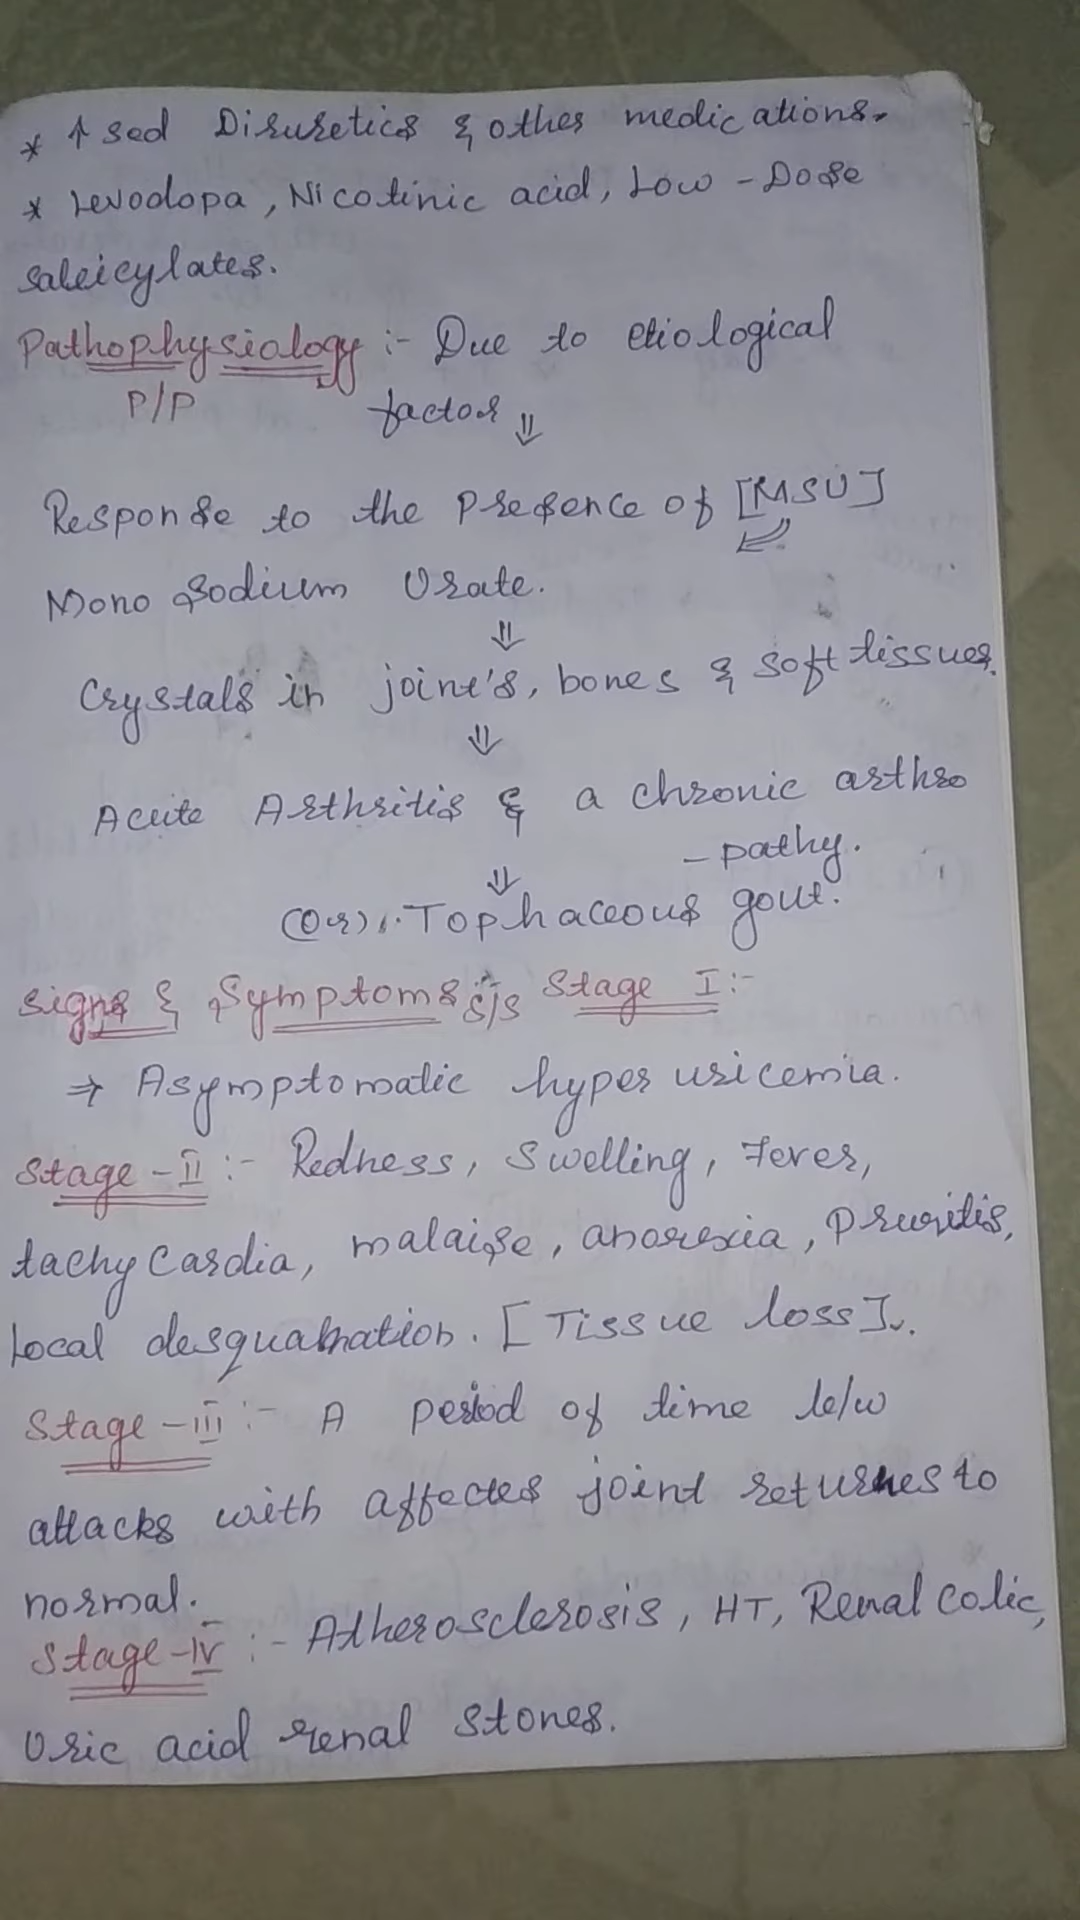 * ↑sed Diruretics & other medications.
* Levodopa, Nicotinic acid, Low - Dose
saleicylates.
Pathophysiology :- Due to etiological
P/P factor ⇓
Response to the presence of [MSU]
Mono sodium Urate.
⇓
Crystals in joint's, bones & soft tissues.
⇓
Acute Arthritis & a chronic arthro
- pathy.
⇓
(Or) Tophaceous gout.
Signs & Symptoms S/S Stage I :-
⇒ Asymptomatic hyper uricemia.
Stage - II :- Redness, Swelling, Fever,
tachy Cardia, malaise, anorexia, Pruritis,
Local desquamation. [Tissue loss].
Stage - III :- A period of time b/w
attacks with affectes joint returnes to
normal.
Stage - IV :- Atherosclerosis, HT, Renal Colic,
Uric acid renal stones.